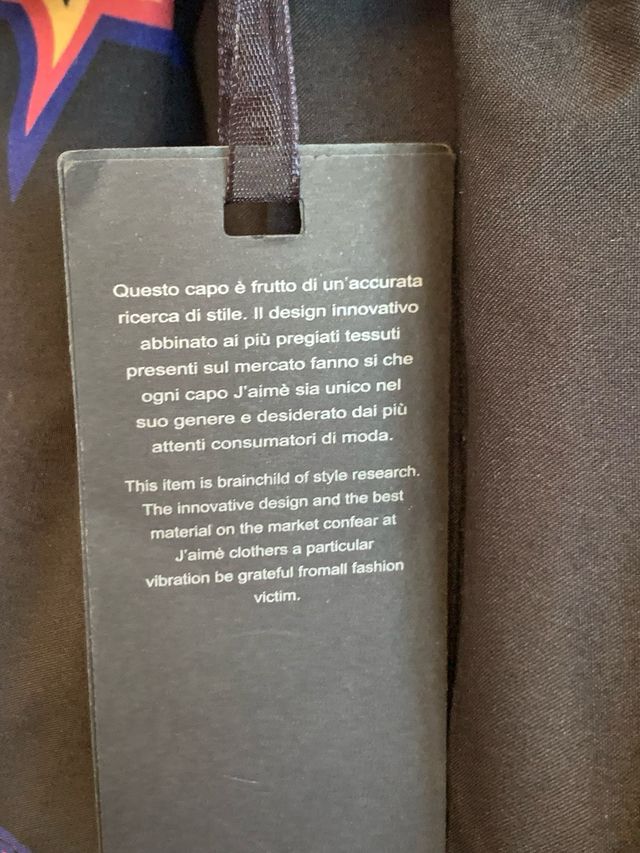 Questo capo è frutto di un'accurata
ricerca di stile. Il design innovativo
abbinato ai più pregiati tessuti
presenti sul mercato fanno si che
ogni capo J'aimè sia unico nel
suo genere e desiderato dai più
attenti consumatori di moda.
This item is brainchild of style research.
The innovative design and the best
material on the market confear at
J'aimè clothers a particular
vibration be grateful fromall fashion
victim.